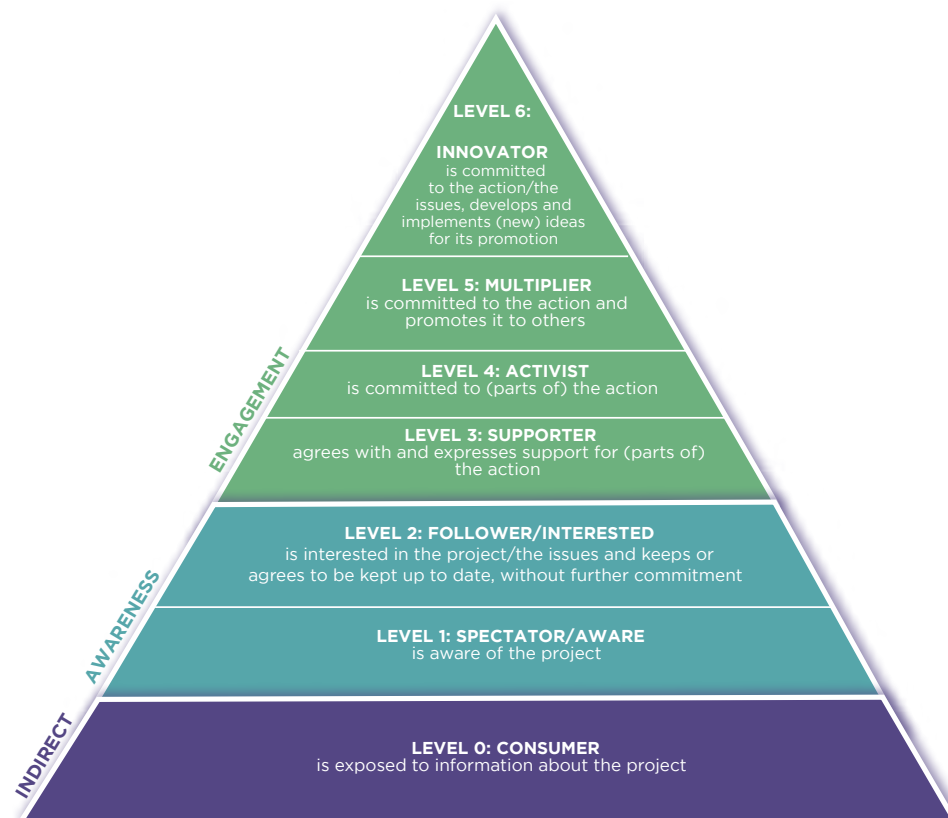 LEVEL 6:
INNOVATOR
is committed
to the action/the
issues, develops and
implements (new) ideas
for its promotion
LEVEL 5: MULTIPLIER
is committed to the action and
promotes it to others
LEVEL 4: ACTIVIST
is committed to (parts of) the action
LEVEL 3: SUPPORTER
agrees with and expresses support for (parts of)
the action
ENGAGEMENT
LEVEL 2: FOLLOWER/INTERESTED
is interested in the project/the issues and keeps or
agrees to be kept up to date, without further commitment
LEVEL 1: SPECTATOR/AWARE
is aware of the project
AWARENESS
LEVEL 0: CONSUMER
is exposed to information about the project
INDIRECT